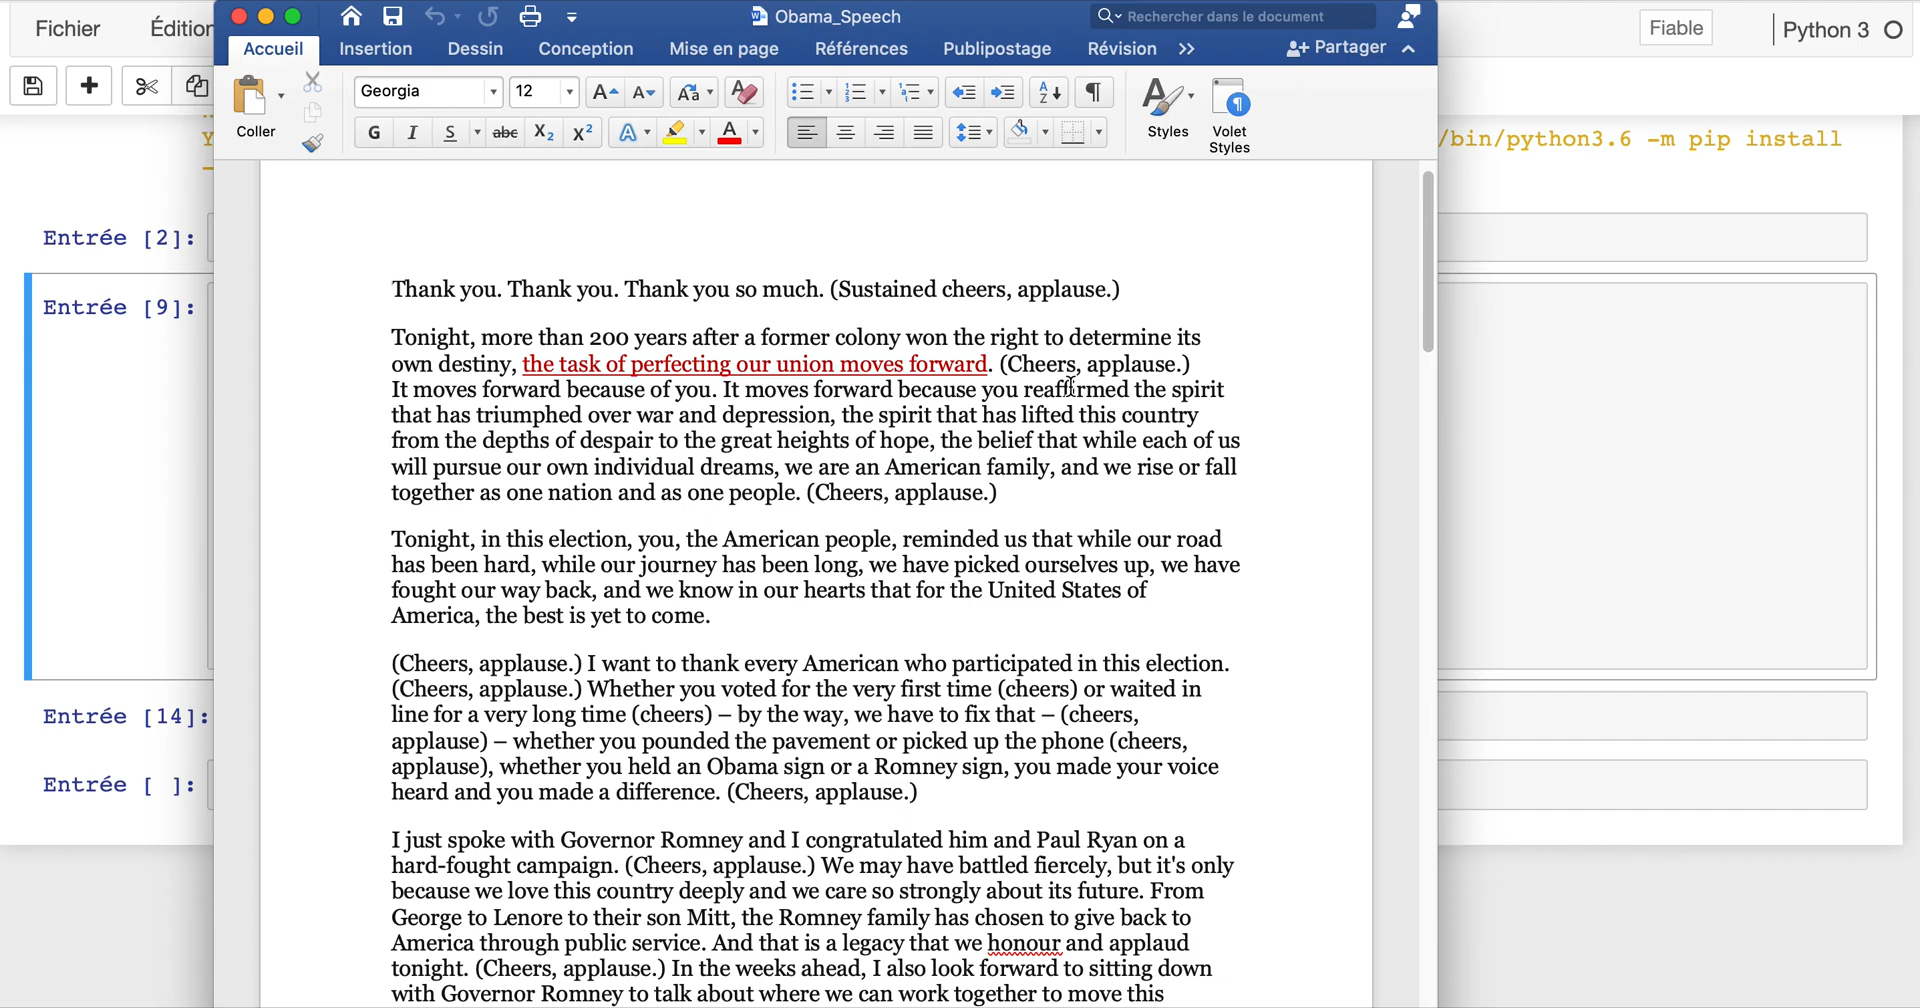 Fichier
Édition
Fiable
Python 3
/bin/python3.6 -m pip install
Entrée [2]:
Entrée [9]:
Entrée [14]:
Entrée [ ]:
Obama_Speech
Rechercher dans le document
Accueil
Insertion
Dessin
Conception
Mise en page
Références
Publipostage
Révision
Partager
Coller
Georgia
12
G I S abc X2 X2
Styles
Volet
Styles
Thank you. Thank you. Thank you so much. (Sustained cheers, applause.)
Tonight, more than 200 years after a former colony won the right to determine its
own destiny, the task of perfecting our union moves forward. (Cheers, applause.)
It moves forward because of you. It moves forward because you reaffirmed the spirit
that has triumphed over war and depression, the spirit that has lifted this country
from the depths of despair to the great heights of hope, the belief that while each of us
will pursue our own individual dreams, we are an American family, and we rise or fall
together as one nation and as one people. (Cheers, applause.)
Tonight, in this election, you, the American people, reminded us that while our road
has been hard, while our journey has been long, we have picked ourselves up, we have
fought our way back, and we know in our hearts that for the United States of
America, the best is yet to come.
(Cheers, applause.) I want to thank every American who participated in this election.
(Cheers, applause.) Whether you voted for the very first time (cheers) or waited in
line for a very long time (cheers) – by the way, we have to fix that – (cheers,
applause) – whether you pounded the pavement or picked up the phone (cheers,
applause), whether you held an Obama sign or a Romney sign, you made your voice
heard and you made a difference. (Cheers, applause.)
I just spoke with Governor Romney and I congratulated him and Paul Ryan on a
hard-fought campaign. (Cheers, applause.) We may have battled fiercely, but it's only
because we love this country deeply and we care so strongly about its future. From
George to Lenore to their son Mitt, the Romney family has chosen to give back to
America through public service. And that is a legacy that we honour and applaud
tonight. (Cheers, applause.) In the weeks ahead, I also look forward to sitting down
with Governor Romney to talk about where we can work together to move this